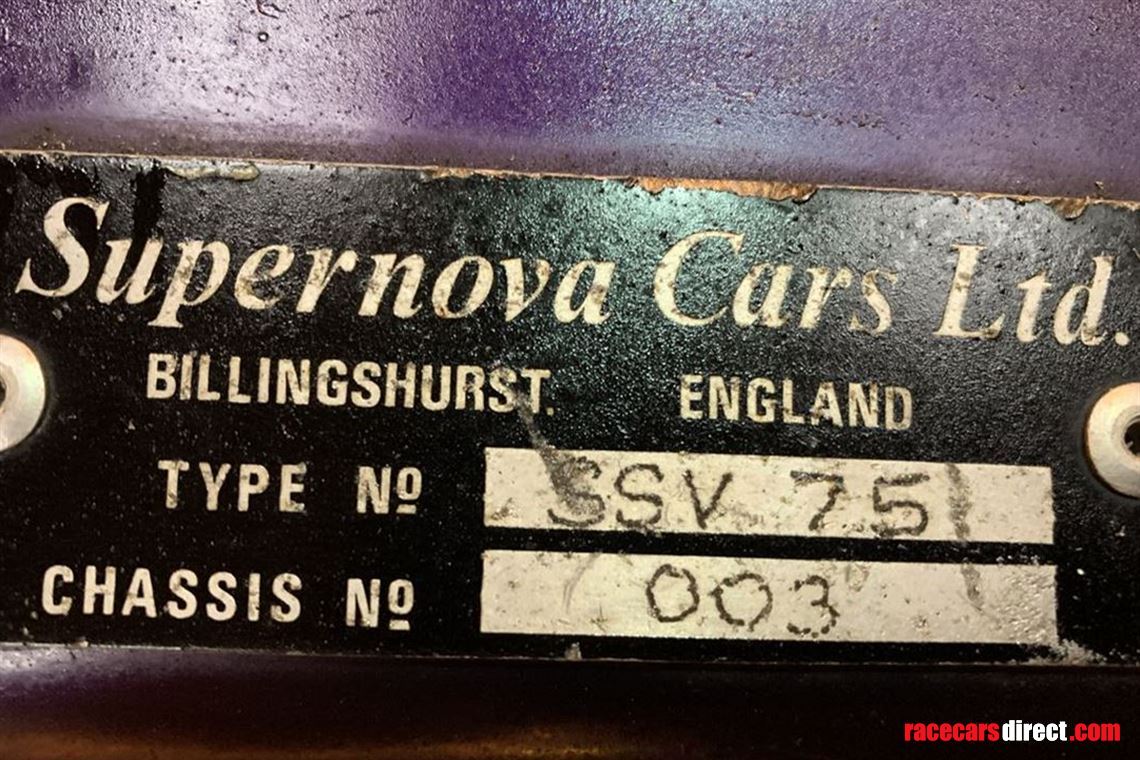 Supernova Cars Ltd.
BILLINGSHURST. ENGLAND
TYPE Nº SSV 75
CHASSIS Nº 003
racecarsdirect.com